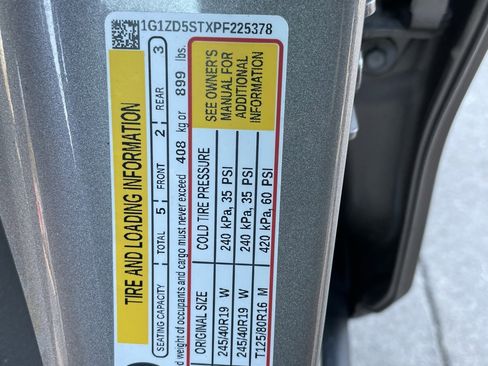 1G1ZD5STXPF225378
TIRE AND LOADING INFORMATION
SEATING CAPACITY TOTAL 5 FRONT 2 REAR 3
d weight of occupants and cargo must never exceed 408 kg or 899 lbs.
ORIGINAL SIZE COLD TIRE PRESSURE
245/40R19 W 240 kPa, 35 PSI
245/40R19 W 240 kPa, 35 PSI
T125/80R16 M 420 kPa, 60 PSI
SEE OWNER'S
MANUAL FOR
ADDITIONAL
INFORMATION